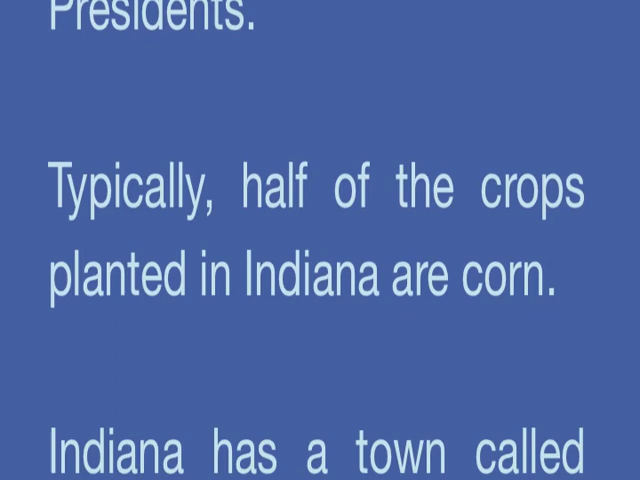 Presidents.
Typically, half of the crops
planted in Indiana are corn.
Indiana has a town called